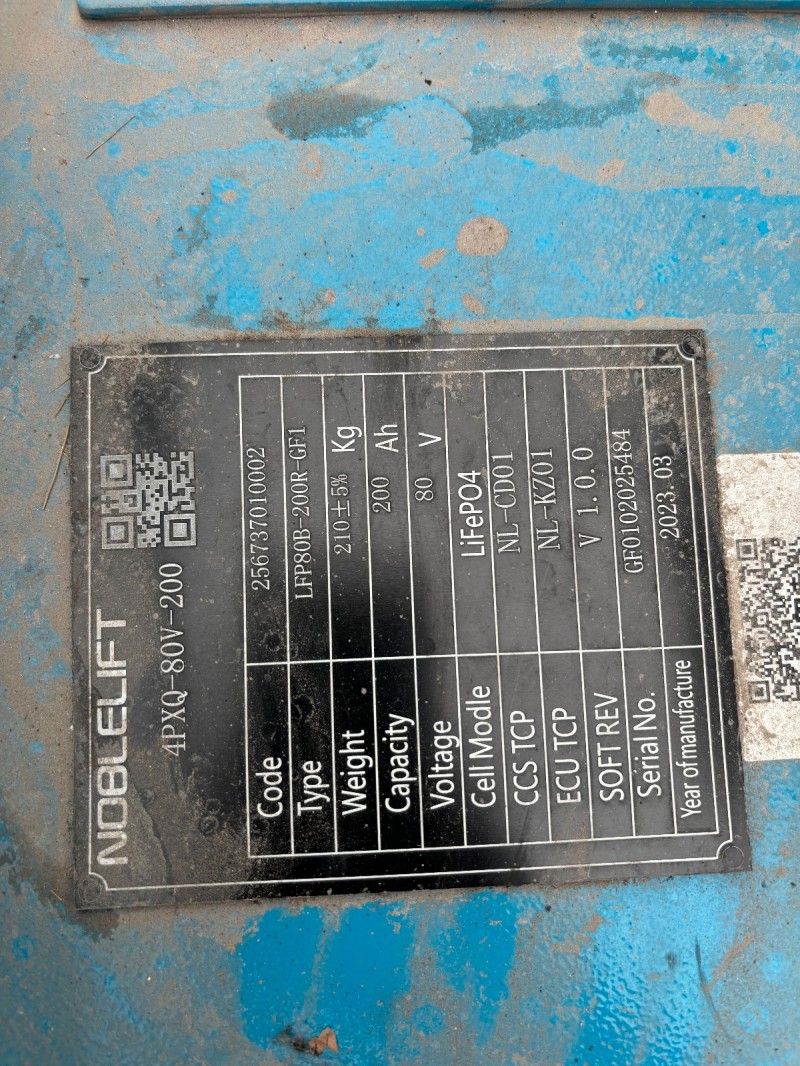 NOBLELIFT
4PXQ-80V-200
Code 256737010002
Type LFP80B-200R-GF1
Weight 210±5% Kg
Capacity 200 Ah
Voltage 80 V
Cell Modle LiFePO4
CCS TCP NL-CD01
ECU TCP NL-KZ01
SOFT REV V 1.0.0
Serial No. GF0102025484
Year of manufacture 2023.03